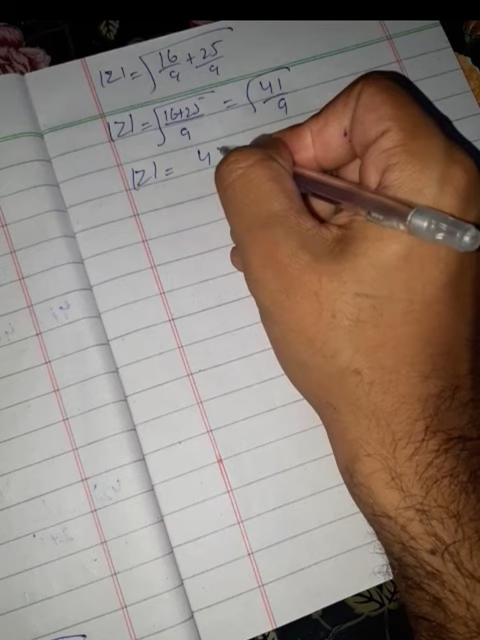 |z| = √16/9 + 25/9
|z| = √16+25/9 = √41/9
|z| = 4